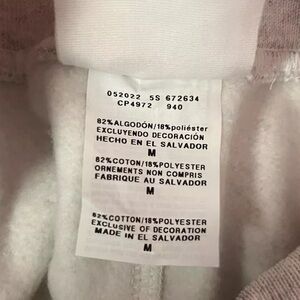 052022 5S 672634
CP4972 940
82%ALGODÓN/18%poliéster
EXCLUYENDO DECORACIÓN
HECHO EN EL SALVADOR
M
82%COTON/18%POLYESTER
ORNEMENTS NON COMPRIS
FABRIQUE AU SALVADOR
M
82%COTTON/18%POLYESTER
EXCLUSIVE OF DECORATION
MADE IN EL SALVADOR
M